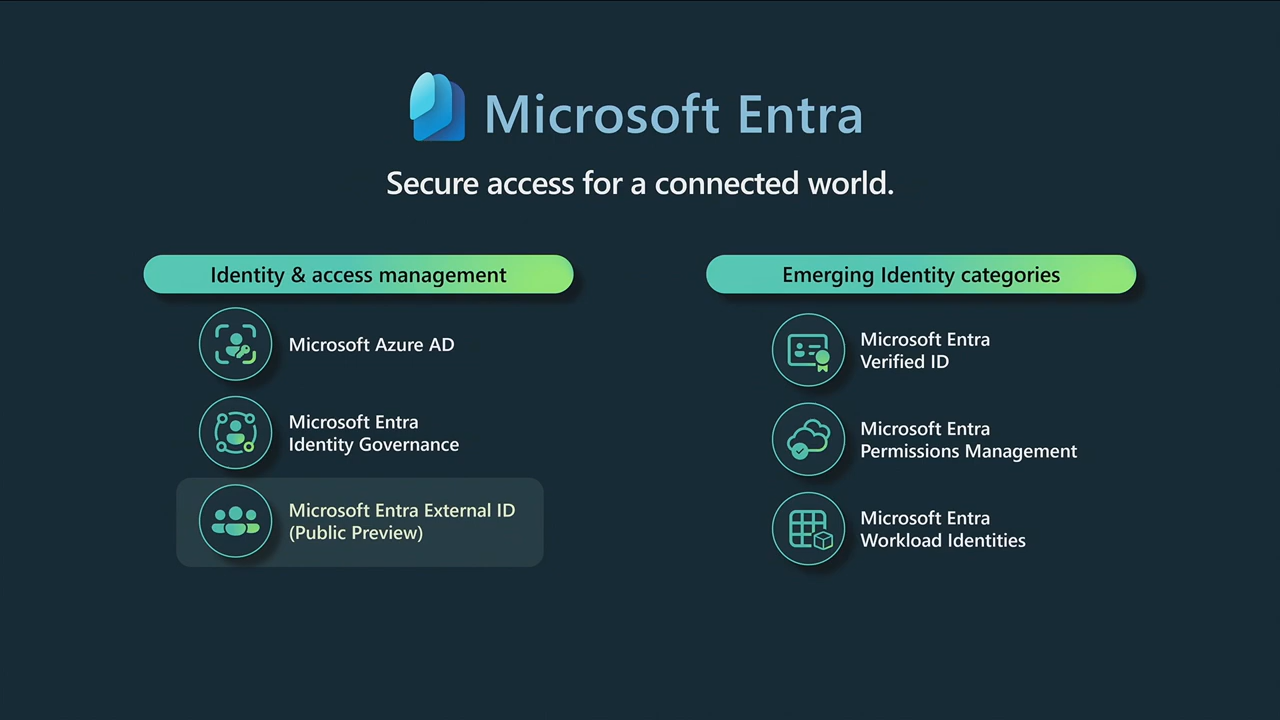 Microsoft Entra
Secure access for a connected world.
Identity & access management
Microsoft Azure AD
Microsoft Entra
Identity Governance
Microsoft Entra External ID
(Public Preview)
Emerging Identity categories
Microsoft Entra
Verified ID
Microsoft Entra
Permissions Management
Microsoft Entra
Workload Identities